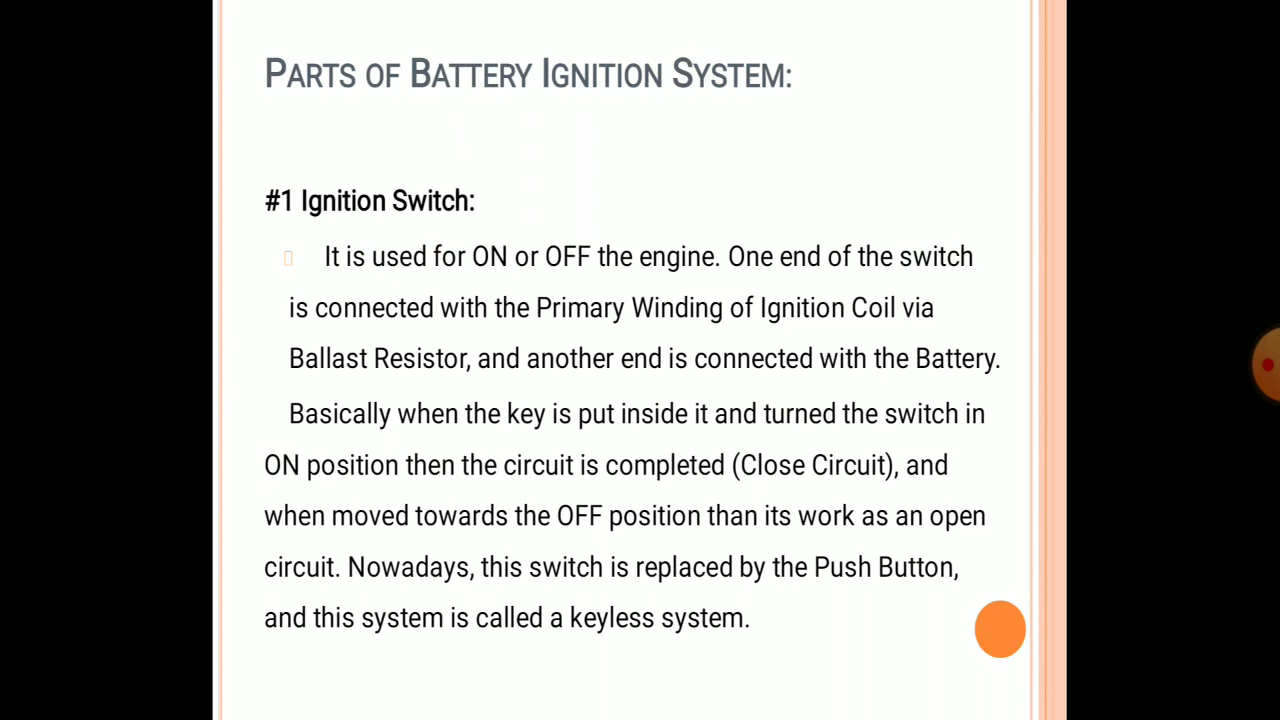 PARTS OF BATTERY IGNITION SYSTEM:
#1 Ignition Switch:
It is used for ON or OFF the engine. One end of the switch
is connected with the Primary Winding of Ignition Coil via
Ballast Resistor, and another end is connected with the Battery.
Basically when the key is put inside it and turned the switch in
ON position then the circuit is completed (Close Circuit), and
when moved towards the OFF position than its work as an open
circuit. Nowadays, this switch is replaced by the Push Button,
and this system is called a keyless system.